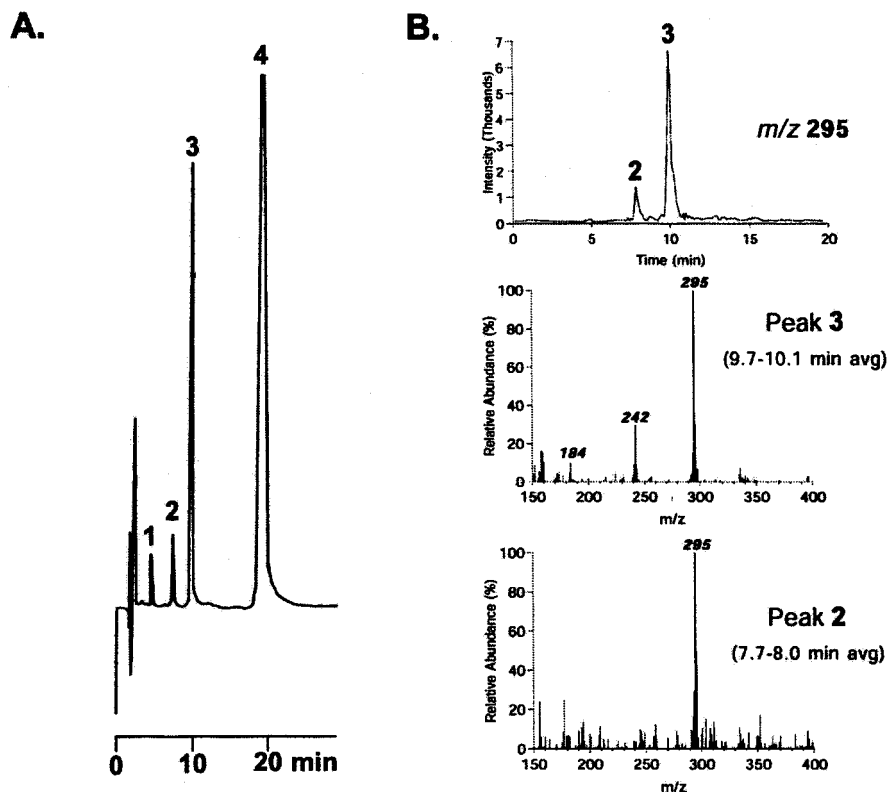 A.
4
3
1
2
0 10 20 min
B.
3
2
m/z 295
Intensity (Thousands)
7
6
5
4
3
2
1
0
0 5 10 15 20
Time (min)
295
Peak 3
(9.7-10.1 min avg)
Relative Abundance (%)
100
80
60
40
20
0
242
184
150 200 250 300 350 400
m/z
295
Peak 2
(7.7-8.0 min avg)
Relative Abundance (%)
100
80
60
40
20
0
150 200 250 300 350 400
m/z